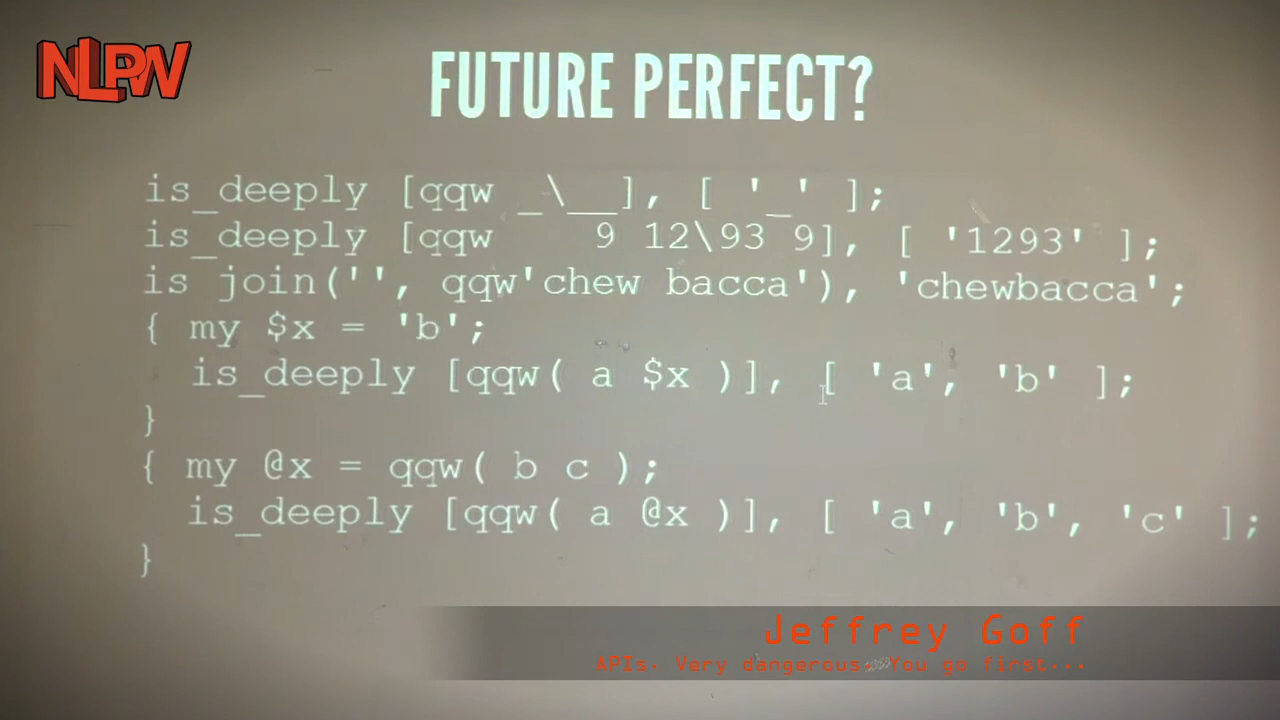 NLPW
FUTURE PERFECT?
is_deeply [qqw _\__], [ '_' ];
is_deeply [qqw    9 12\93 9], [ '1293' ];
is join('', qqw'chew bacca'), 'chewbacca';
{ my $x = 'b';
  is_deeply [qqw( a $x )], [ 'a', 'b' ];
}
{ my @x = qqw( b c );
  is_deeply [qqw( a @x )], [ 'a', 'b', 'c' ];
}
Jeffrey Goff
APIs. Very dangerous. You go first...